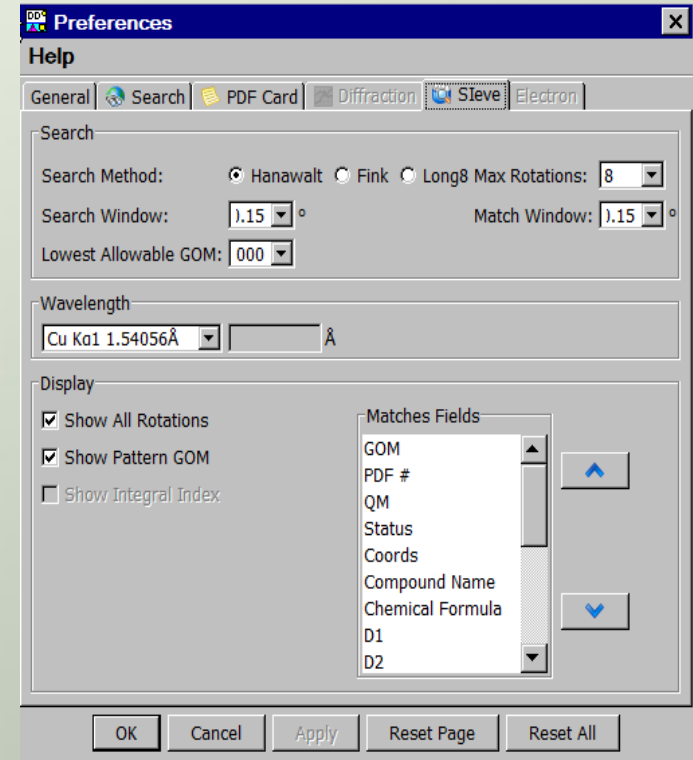 Preferences
Help
General Search PDF Card Diffraction SIeve Electron
Search
Search Method: Hanawalt Fink Long8 Max Rotations: 8
Search Window: ).15 ° Match Window: ).15 °
Lowest Allowable GOM: 000
Wavelength
Cu Kα1 1.54056Å Å
Display
Show All Rotations
Show Pattern GOM
Show Integral Index
Matches Fields
GOM
PDF #
QM
Status
Coords
Compound Name
Chemical Formula
D1
D2
OK Cancel Apply Reset Page Reset All